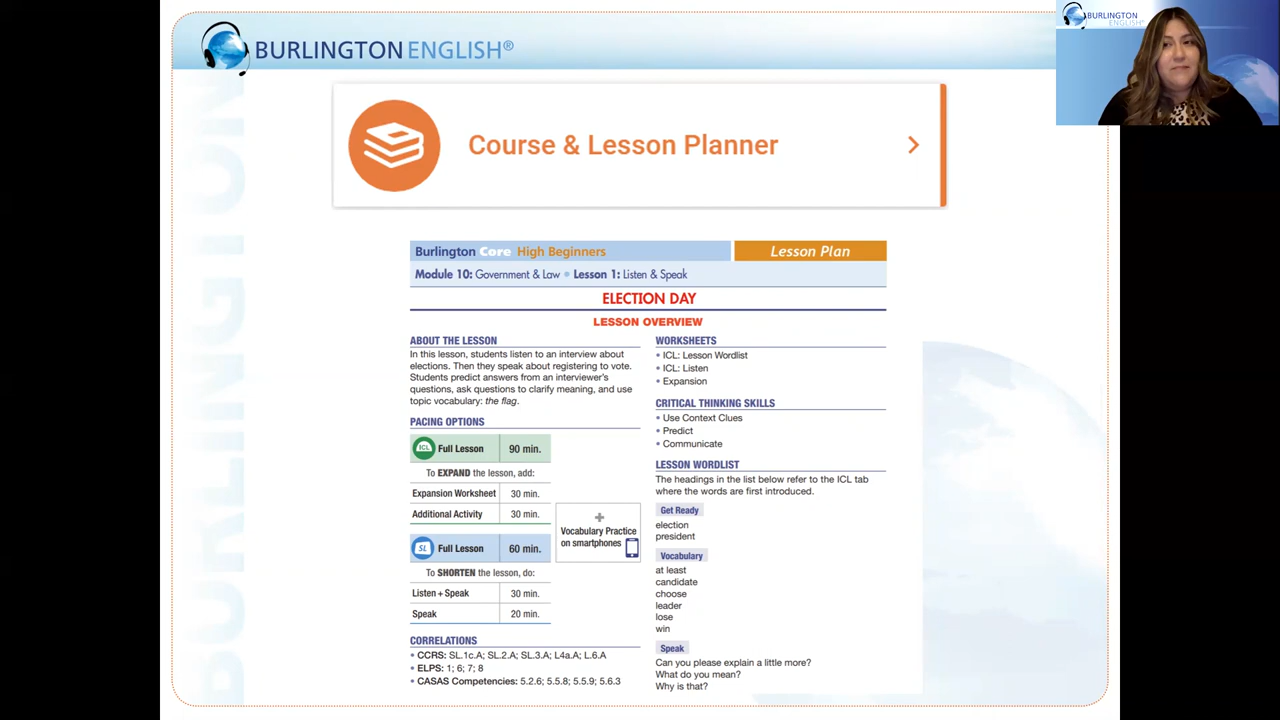 BURLINGTON ENGLISH®
BURLINGTON
ENGLISH
Course & Lesson Planner
Burlington Core High Beginners
Lesson Plan
Module 10: Government & Law • Lesson 1: Listen & Speak
ELECTION DAY
LESSON OVERVIEW
ABOUT THE LESSON
In this lesson, students listen to an interview about
elections. Then they speak about registering to vote.
Students predict answers from an interviewer's
questions, ask questions to clarify meaning, and use
topic vocabulary: the flag.
PACING OPTIONS
ICL Full Lesson 90 min.
To EXPAND the lesson, add:
Expansion Worksheet 30 min.
Additional Activity 30 min.
+
Vocabulary Practice
on smartphones
SL Full Lesson 60 min.
To SHORTEN the lesson, do:
Listen + Speak 30 min.
Speak 20 min.
CORRELATIONS
• CCRS: SL.1c.A; SL.2.A; SL.3.A; L4a.A; L.6.A
• ELPS: 1; 6; 7; 8
• CASAS Competencies: 5.2.6; 5.5.8; 5.5.9; 5.6.3
WORKSHEETS
• ICL: Lesson Wordlist
• ICL: Listen
• Expansion
CRITICAL THINKING SKILLS
• Use Context Clues
• Predict
• Communicate
LESSON WORDLIST
The headings in the list below refer to the ICL tab
where the words are first introduced.
Get Ready
election
president
Vocabulary
at least
candidate
choose
leader
lose
win
Speak
Can you please explain a little more?
What do you mean?
Why is that?
BURLINGTON